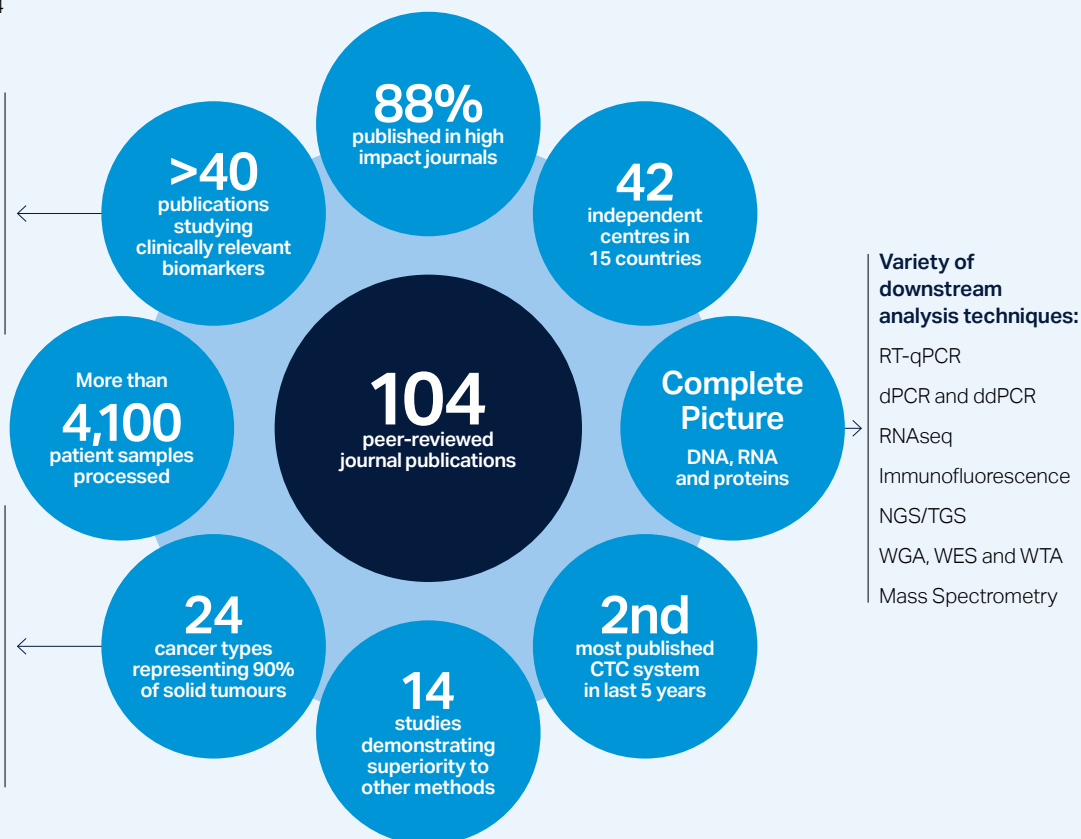 88%
published in high
impact journals
>40
publications
studying
clinically relevant
biomarkers
42
independent
centres in
15 countries
More than
4,100
patient samples
processed
104
peer-reviewed
journal publications
Complete
Picture
DNA, RNA
and proteins
Variety of
downstream
analysis techniques:
RT-qPCR
dPCR and ddPCR
RNAseq
Immunofluorescence
NGS/TGS
WGA, WES and WTA
Mass Spectrometry
24
cancer types
representing 90%
of solid tumours
14
studies
demonstrating
superiority to
other methods
2nd
most published
CTC system
in last 5 years